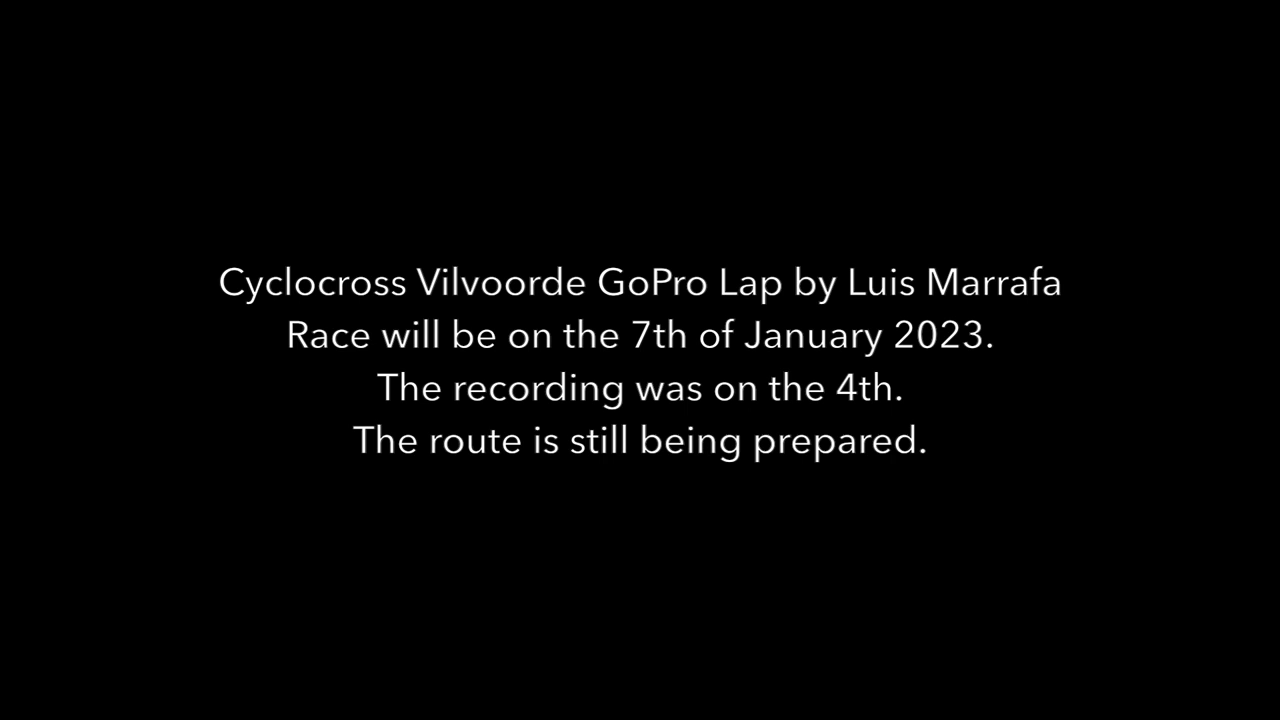 Cyclocross Vilvoorde GoPro Lap by Luis Marrafa
Race will be on the 7th of January 2023.
The recording was on the 4th.
The route is still being prepared.